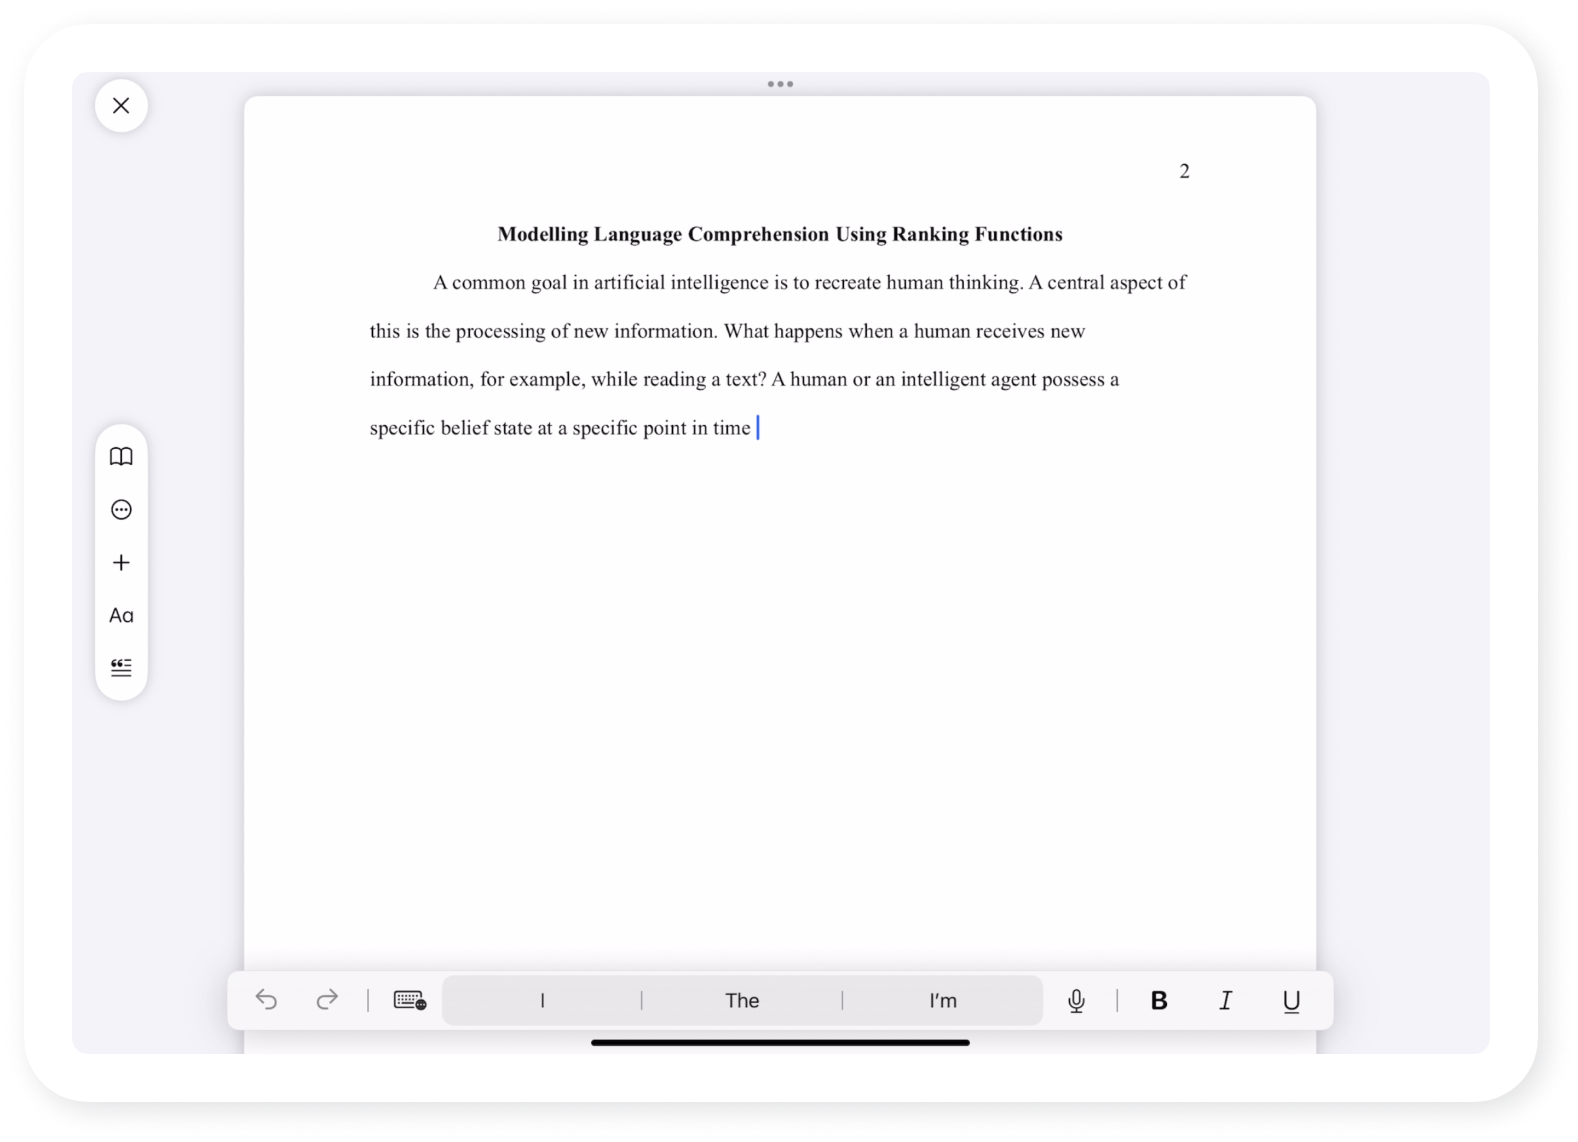 2
Modelling Language Comprehension Using Ranking Functions
A common goal in artificial intelligence is to recreate human thinking. A central aspect of
this is the processing of new information. What happens when a human receives new
information, for example, while reading a text? A human or an intelligent agent possess a
specific belief state at a specific point in time
Aa
I
The
I'm
B
I
U